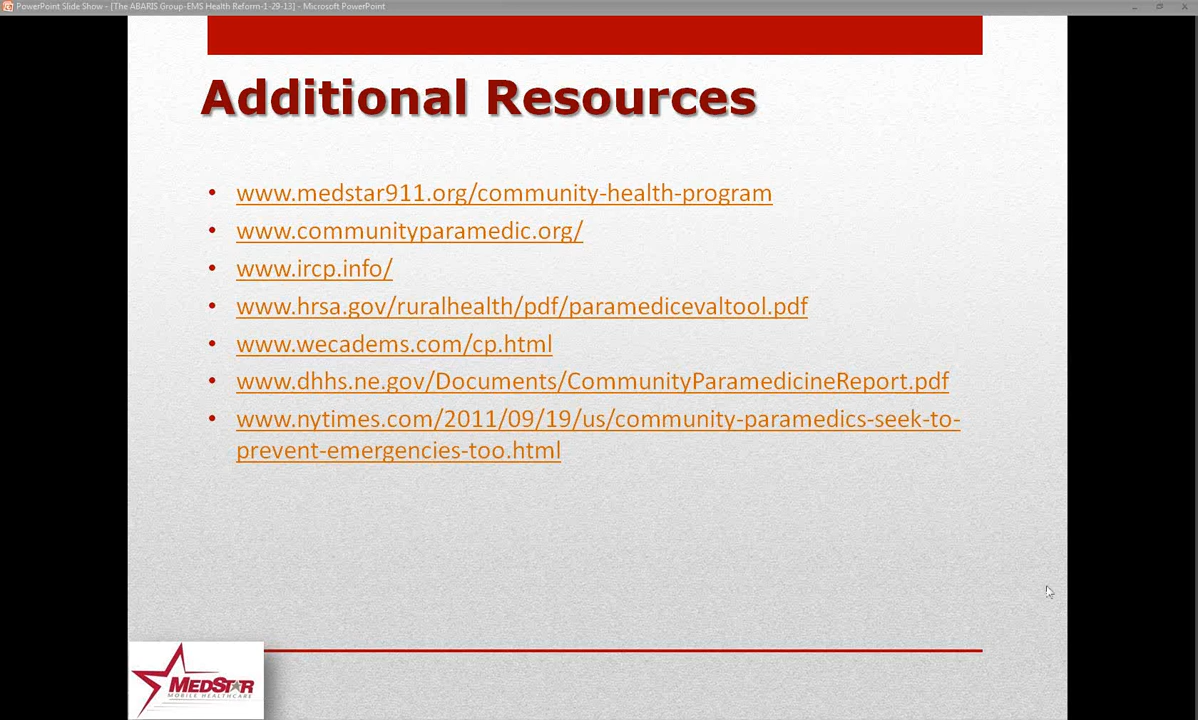 PowerPoint Slide Show - [The ABARIS Group-EMS Health Reform-1-29-13] - Microsoft PowerPoint
Additional Resources
• www.medstar911.org/community-health-program
• www.communityparamedic.org/
• www.ircp.info/
• www.hrsa.gov/ruralhealth/pdf/paramedicevaltool.pdf
• www.wecadems.com/cp.html
• www.dhhs.ne.gov/Documents/CommunityParamedicineReport.pdf
• www.nytimes.com/2011/09/19/us/community-paramedics-seek-to-
prevent-emergencies-too.html
MEDSTAR
MOBILE HEALTHCARE